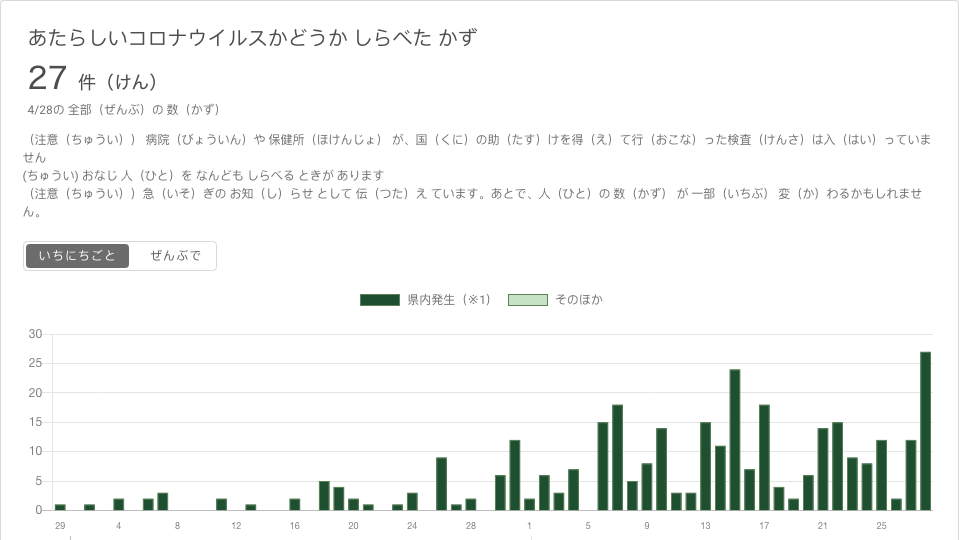 あたらしいコロナウイルスかどうか しらべた かず
27 件（けん）
4/28の 全部（ぜんぶ）の 数（かず）
（注意（ちゅうい）） 病院（びょういん）や 保健所（ほけんじょ） が、国（くに）の助（たす）けを得（え）て行（おこな）った検査（けんさ）は入（はい）っていま
せん
(ちゅうい) おなじ 人（ひと）を なんども しらべる ときが あります
（注意（ちゅうい））急（いそ）ぎの お知（し）らせ として 伝（つた）え ています。あとで、人（ひと）の 数（かず） が 一部（いちぶ） 変（か）わるかもしれませ
ん。
いちにちごと ぜんぶで
県内発生（※1） そのほか
30
25
20
15
10
5
0
29 4 8 12 16 20 24 28 1 5 9 13 17 21 25